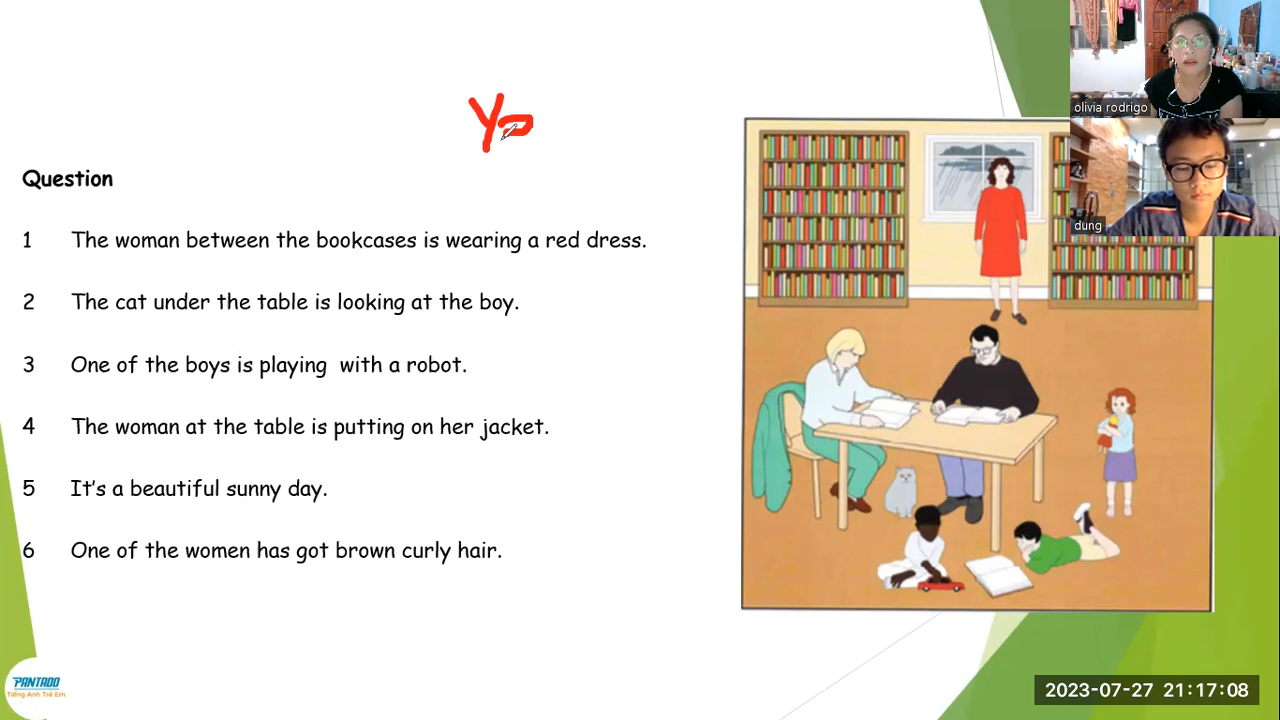 olivia rodrigo
dung
Question
1 The woman between the bookcases is wearing a red dress.
2 The cat under the table is looking at the boy.
3 One of the boys is playing with a robot.
4 The woman at the table is putting on her jacket.
5 It's a beautiful sunny day.
6 One of the women has got brown curly hair.
PANTADO
Tiếng Anh Trẻ Em
2023-07-27 21:17:08